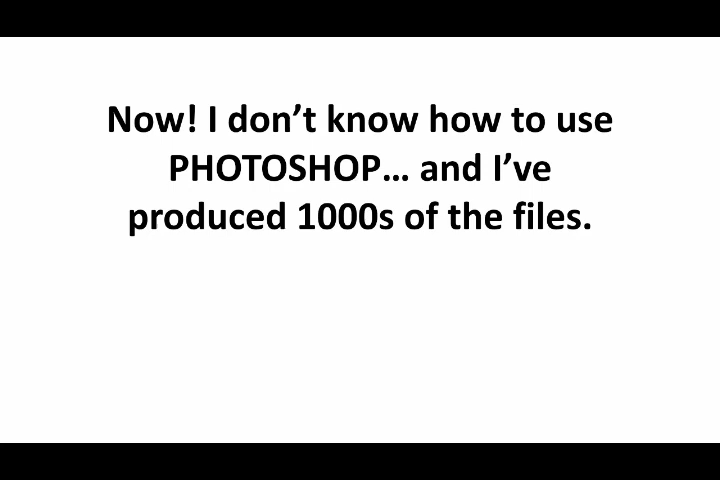 Now! I don’t know how to use
PHOTOSHOP… and I’ve
produced 1000s of the files.